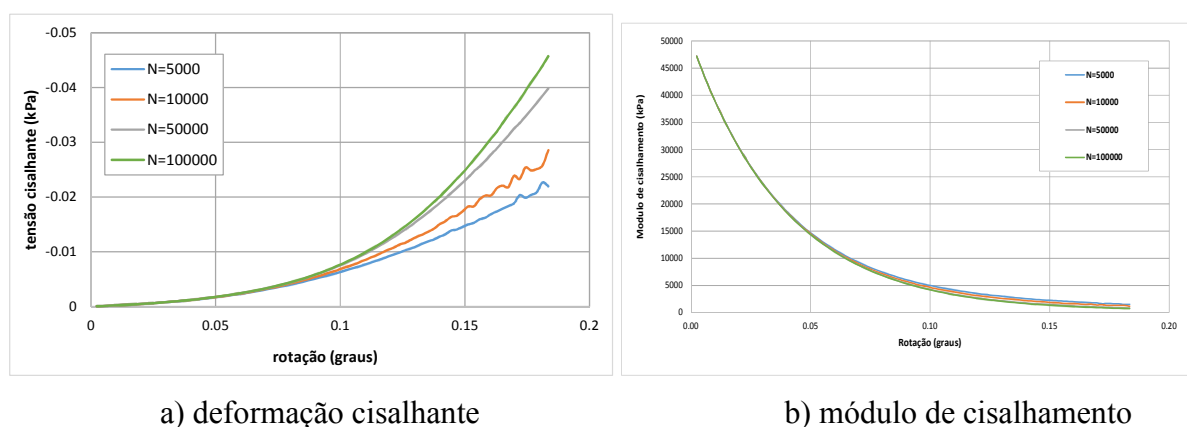 -0.05
-0.04
-0.03
-0.02
-0.01
0
tensão cisalhante (kPa)
N=5000
N=10000
N=50000
N=100000
0 0.05 0.1 0.15 0.2
rotação (graus)
a) deformação cisalhante
50000
45000
40000
35000
30000
25000
20000
15000
10000
5000
0
Modulo de cisalhamento (kPa)
N=5000
N=10000
N=50000
N=100000
0.00 0.05 0.10 0.15 0.20
Rotação (graus)
b) módulo de cisalhamento